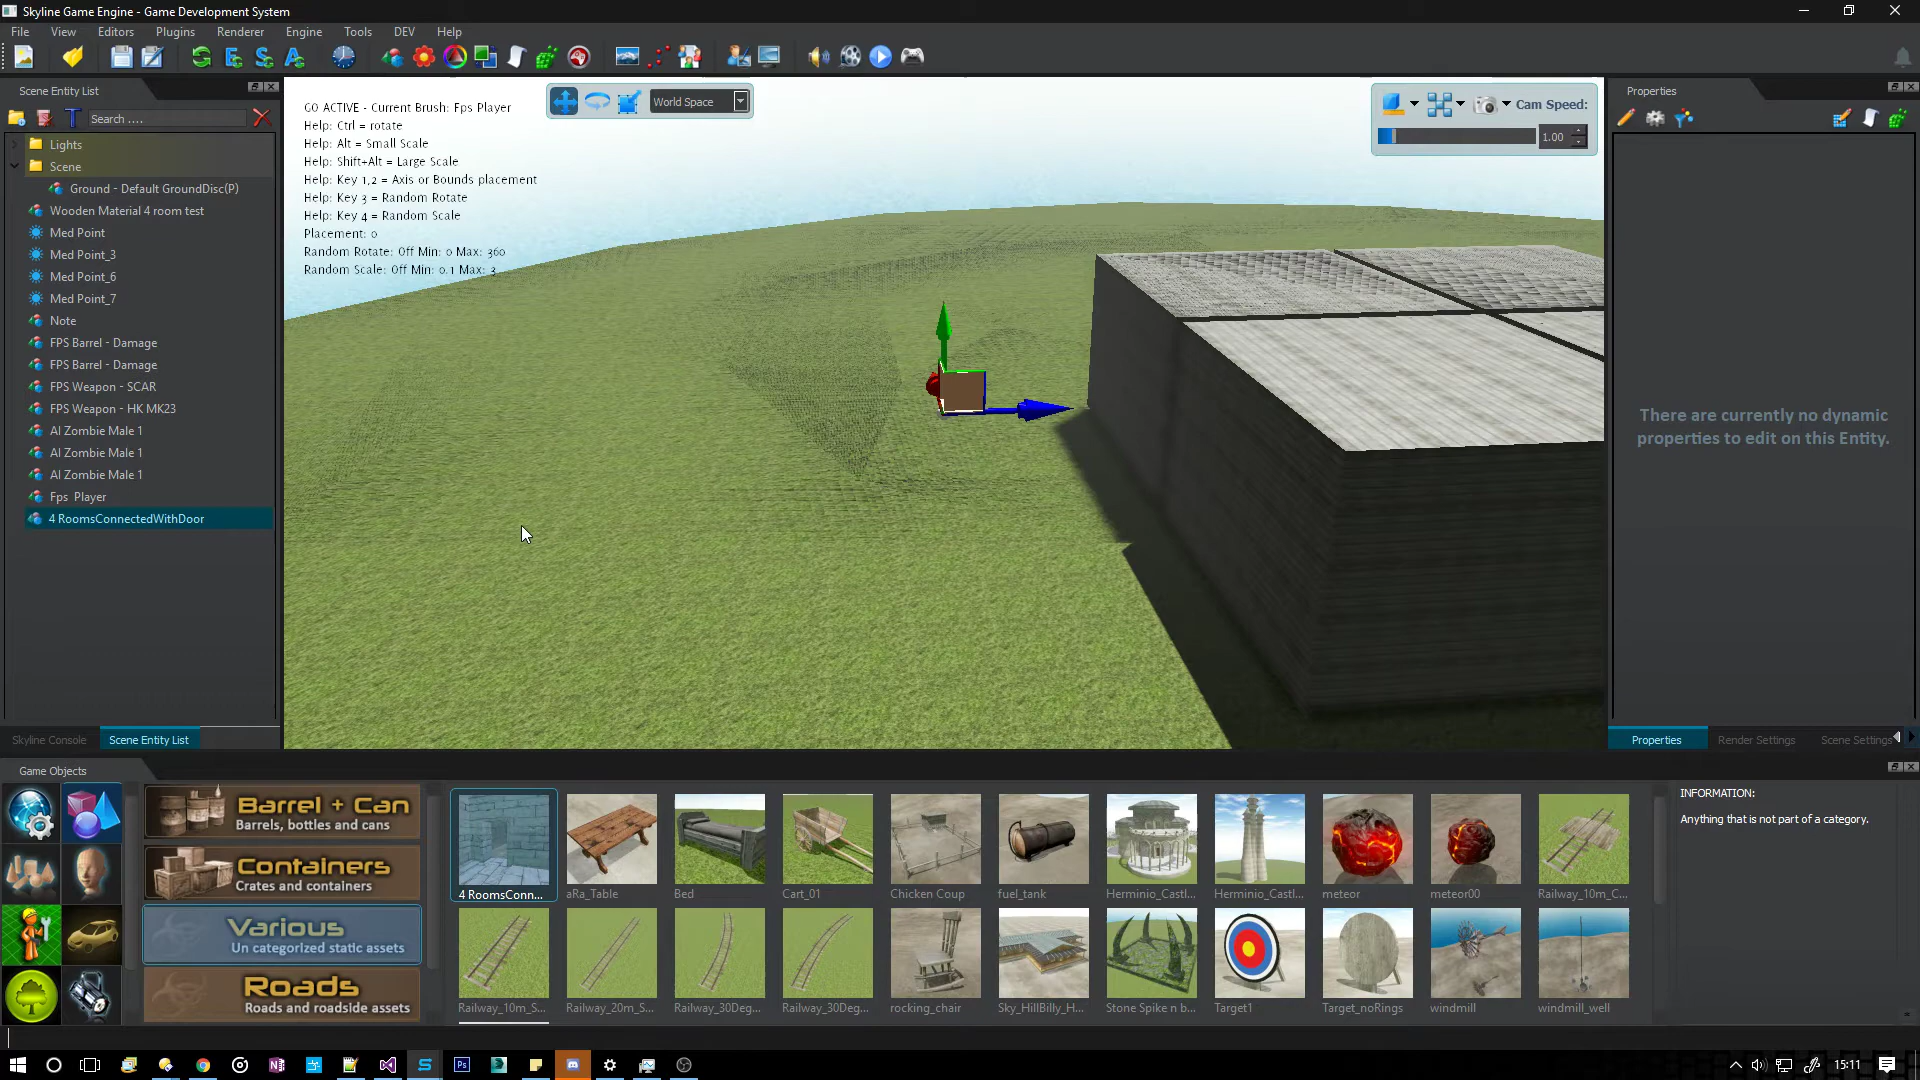 Skyline Game Engine - Game Development System
File View Editors Plugins Renderer Engine Tools DEV Help
Scene Entity List
Search ....
Lights
Scene
Ground - Default GroundDisc(P)
Wooden Material 4 room test
Med Point
Med Point_3
Med Point_6
Med Point_7
Note
FPS Barrel - Damage
FPS Barrel - Damage
FPS Weapon - SCAR
FPS Weapon - HK MK23
AI Zombie Male 1
AI Zombie Male 1
AI Zombie Male 1
Fps Player
4 RoomsConnectedWithDoor
Skyline Console Scene Entity List
GO ACTIVE - Current Brush: Fps Player
Help: Ctrl = rotate
Help: Alt = Small Scale
Help: Shift+Alt = Large Scale
Help: Key 1,2 = Axis or Bounds placement
Help: Key 3 = Random Rotate
Help: Key 4 = Random Scale
Placement: 0
Random Rotate: Off Min: 0 Max: 360
Random Scale: Off Min: 0.1 Max: 3
World Space
Cam Speed:
1.00
Properties
There are currently no dynamic
properties to edit on this Entity.
Properties Render Settings Scene Settings
Game Objects
Barrel + Can
Barrels, bottles and cans
Containers
Crates and containers
Various
Un categorized static assets
Roads
Roads and roadside assets
4 RoomsConn... aRa_Table Bed Cart_01 Chicken Coup fuel_tank Herminio_Castl... Herminio_Castl... meteor meteor00 Railway_10m_C...
Railway_10m_S... Railway_20m_S... Railway_30Deg... Railway_30Deg... rocking_chair Sky_HillBilly_H... Stone Spike n b... Target1 Target_noRings windmill windmill_well
INFORMATION:
Anything that is not part of a category.
15:11